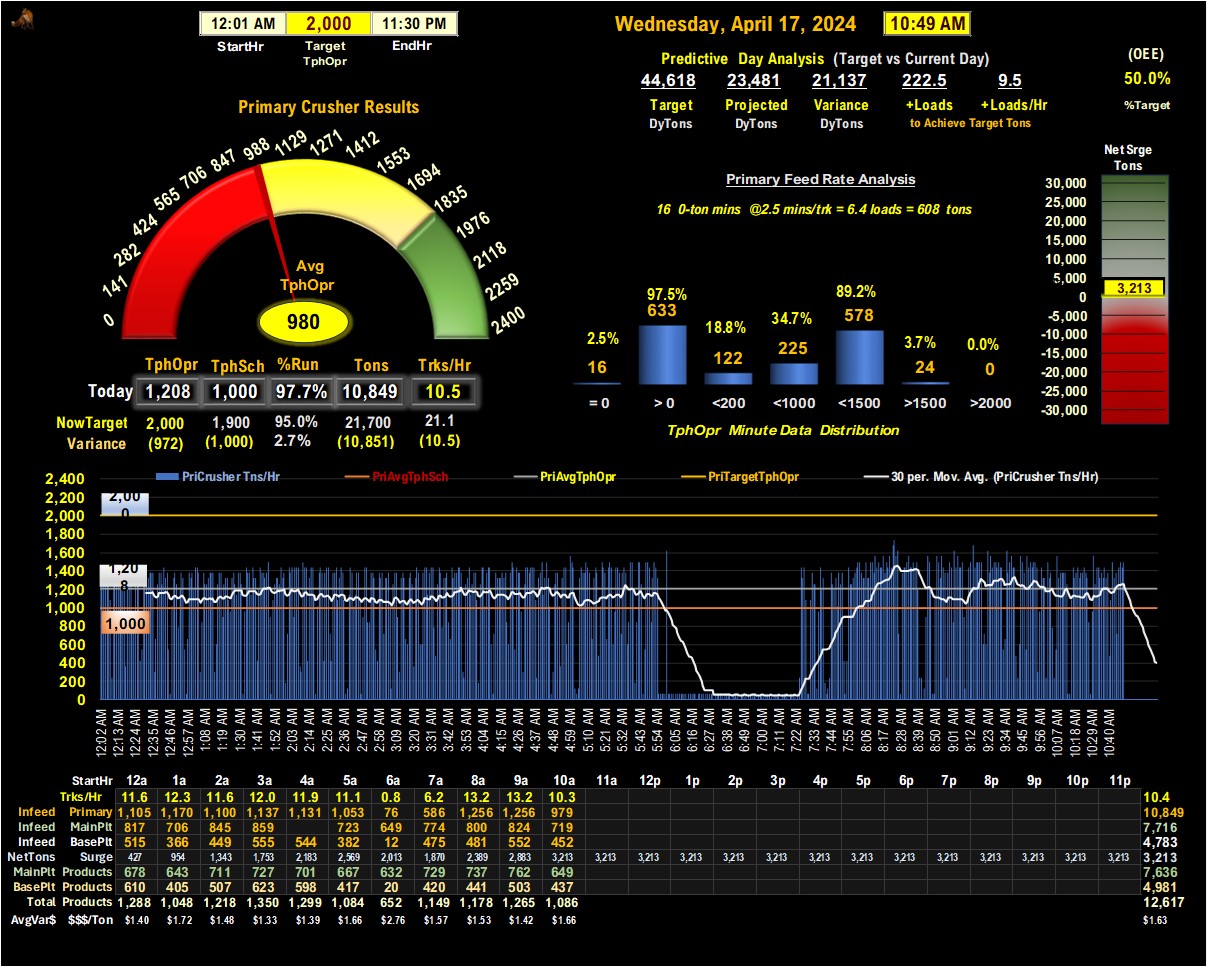 12:01 AM 2,000 11:30 PM
StartHr Target TphOpr EndHr
Wednesday, April 17, 2024 10:49 AM
Predictive Day Analysis (Target vs Current Day)
44,618 23,481 21,137 222.5 9.5
Target Projected Variance +Loads +Loads/Hr
DyTons DyTons DyTons to Achieve Target Tons
(OEE)
50.0%
%Target
Primary Crusher Results
0 141 282 424 565 706 847 988 1129 1271 1412 1553 1694 1835 1976 2118 2259 2400
Avg
TphOpr
980
TphOpr TphSch %Run Tons Trks/Hr
Today 1,208 1,000 97.7% 10,849 10.5
NowTarget 2,000 1,900 95.0% 21,700 21.1
Variance (972) (1,000) 2.7% (10,851) (10.5)
Primary Feed Rate Analysis
16 0-ton mins @2.5 mins/trk = 6.4 loads = 608 tons
2.5% 97.5% 18.8% 34.7% 89.2% 3.7% 0.0%
16 633 122 225 578 24 0
= 0 > 0 <200 <1000 <1500 >1500 >2000
TphOpr Minute Data Distribution
Net Srge
Tons
30,000
25,000
20,000
15,000
10,000
5,000
3,213
0
-5,000
-10,000
-15,000
-20,000
-25,000
-30,000
PriCrusher Tns/Hr PriAvgTphSch PriAvgTphOpr PriTargetTphOpr 30 per. Mov. Avg. (PriCrusher Tns/Hr)
2,400
2,200
2,000
1,800
1,600
1,400
1,200
1,000
800
600
400
200
0
2,00
0
1,20
8
1,000
12:02 AM 12:13 AM 12:24 AM 12:35 AM 12:46 AM 12:57 AM 1:08 AM 1:19 AM 1:30 AM 1:41 AM 1:52 AM 2:03 AM 2:14 AM 2:25 AM 2:36 AM 2:47 AM 2:58 AM 3:09 AM 3:20 AM 3:31 AM 3:42 AM 3:53 AM 4:04 AM 4:15 AM 4:26 AM 4:37 AM 4:48 AM 4:59 AM 5:10 AM 5:21 AM 5:32 AM 5:43 AM 5:54 AM 6:05 AM 6:16 AM 6:27 AM 6:38 AM 6:49 AM 7:00 AM 7:11 AM 7:22 AM 7:33 AM 7:44 AM 7:55 AM 8:06 AM 8:17 AM 8:28 AM 8:39 AM 8:50 AM 9:01 AM 9:12 AM 9:23 AM 9:34 AM 9:45 AM 9:56 AM 10:07 AM 10:18 AM 10:29 AM 10:40 AM
StartHr 12a 1a 2a 3a 4a 5a 6a 7a 8a 9a 10a 11a 12p 1p 2p 3p 4p 5p 6p 7p 8p 9p 10p 11p
Trks/Hr 11.6 12.3 11.6 12.0 11.9 11.1 0.8 6.2 13.2 13.2 10.3 10.4
Infeed Primary 1,105 1,170 1,100 1,137 1,131 1,053 76 586 1,256 1,256 979 10,849
Infeed MainPlt 817 706 845 859 723 649 774 800 824 719 7,716
Infeed BasePlt 515 366 449 555 544 382 12 475 481 552 452 4,783
NetTons Surge 427 954 1,343 1,753 2,183 2,569 2,013 1,870 2,389 2,883 3,213 3,213 3,213 3,213 3,213 3,213 3,213 3,213 3,213 3,213 3,213 3,213 3,213 3,213 3,213
MainPlt Products 678 643 711 727 701 667 632 729 737 762 649 7,636
BasePlt Products 610 405 507 623 598 417 20 420 441 503 437 4,981
Total Products 1,288 1,048 1,218 1,350 1,299 1,084 652 1,149 1,178 1,265 1,086 12,617
AvgVar$ $$$/Ton $1.40 $1.72 $1.48 $1.33 $1.39 $1.66 $2.76 $1.57 $1.53 $1.42 $1.66 $1.63